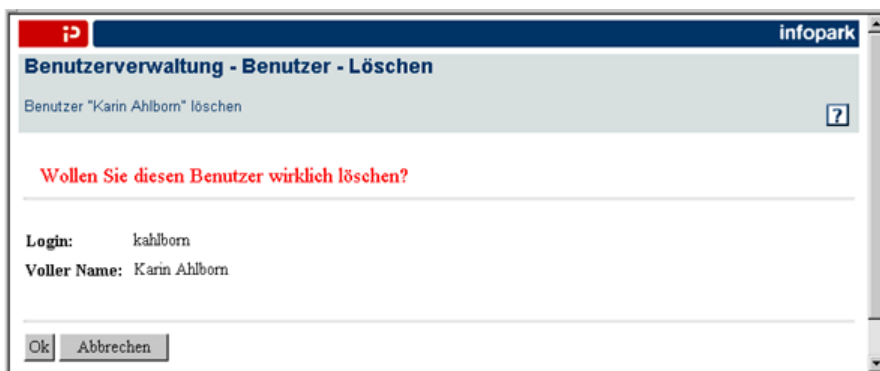 infopark
Benutzerverwaltung - Benutzer - Löschen
Benutzer "Karin Ahlborn" löschen
?
Wollen Sie diesen Benutzer wirklich löschen?
Login: kahlborn
Voller Name: Karin Ahlborn
Ok Abbrechen